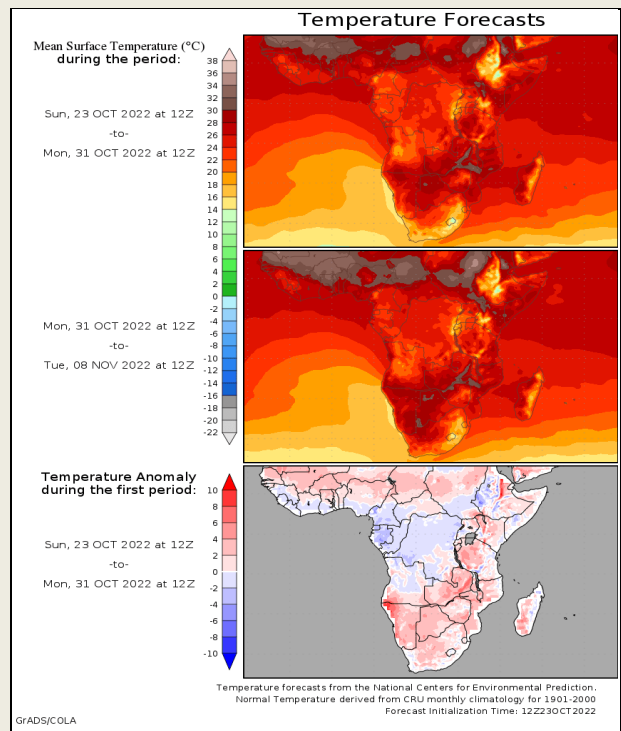 Temperature Forecasts
Mean Surface Temperature (°C)
during the period:
Sun, 23 OCT 2022 at 12Z
-to-
Mon, 31 OCT 2022 at 12Z
38
36
34
32
30
28
26
24
22
20
18
16
14
12
10
8
6
4
2
0
-2
-4
-6
-8
-10
-12
-14
-16
-18
-20
-22
Mon, 31 OCT 2022 at 12Z
-to-
Tue, 08 NOV 2022 at 12Z
Temperature Anomaly
during the first period:
Sun, 23 OCT 2022 at 12Z
-to-
Mon, 31 OCT 2022 at 12Z
10
8
6
4
2
0
-2
-4
-6
-8
-10
Temperature forecasts from the National Centers for Environmental Prediction.
Normal Temperature derived from CRU monthly climatology for 1901-2000
Forecast Initialization Time: 12Z23OCT2022
GrADS/COLA